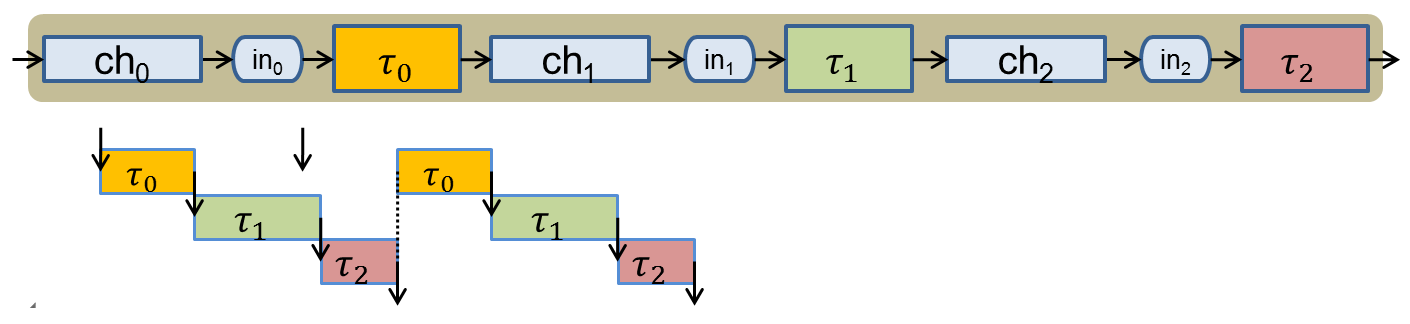 ch₀ in₀ τ₀ ch₁ in₁ τ₁ ch₂ in₂ τ₂
τ₀ τ₀
τ₁ τ₁
τ₂ τ₂